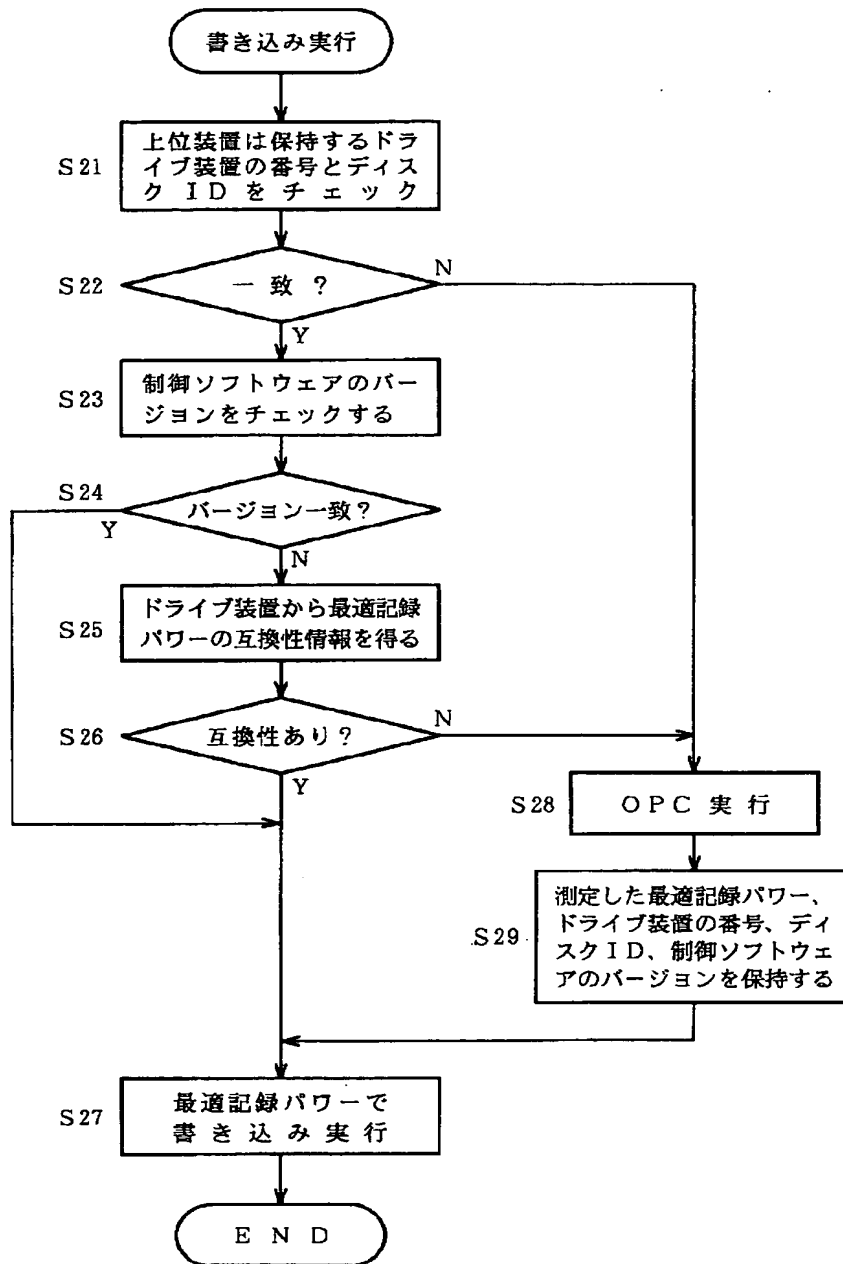 書き込み実行
S21
上位装置は保持するドラ
イブ装置の番号とディス
ク ID を チ ェ ッ ク
S22
一 致 ?
N
Y
S23
制御ソフトウェアのバー
ジョンをチェックする
S24
バージョン一致?
Y
N
S25
ドライブ装置から最適記録
パワーの互換性情報を得る
S26
互換性あり?
N
Y
S28
OPC 実 行
S29
測定した最適記録パワー、
ドライブ装置の番号、ディ
スクID、制御ソフトウェ
アのバージョンを保持する
S27
最適記録パワーで
書 き 込 み 実 行
E N D